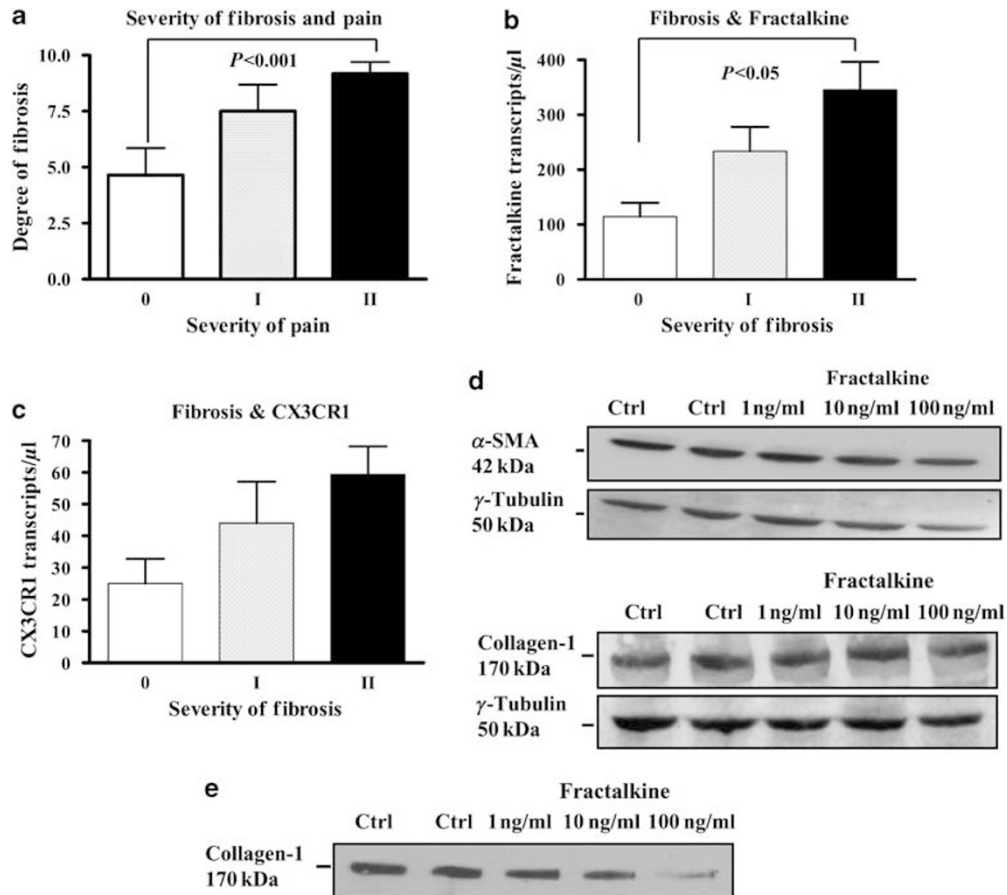 a
Severity of fibrosis and pain
P<0.001
Degree of fibrosis
10.0
7.5
5.0
2.5
0.0
0 I II
Severity of pain
b
Fibrosis & Fractalkine
P<0.05
Fractalkine transcripts/µl
400
300
200
100
0
0 I II
Severity of fibrosis
c
Fibrosis & CX3CR1
CX3CR1 transcripts/µl
70
60
50
40
30
20
10
0
0 I II
Severity of fibrosis
d
Fractalkine
Ctrl Ctrl 1 ng/ml 10 ng/ml 100 ng/ml
α-SMA
42 kDa
γ-Tubulin
50 kDa
Fractalkine
Ctrl Ctrl 1 ng/ml 10 ng/ml 100 ng/ml
Collagen-1
170 kDa
γ-Tubulin
50 kDa
e
Fractalkine
Ctrl Ctrl 1 ng/ml 10 ng/ml 100 ng/ml
Collagen-1
170 kDa